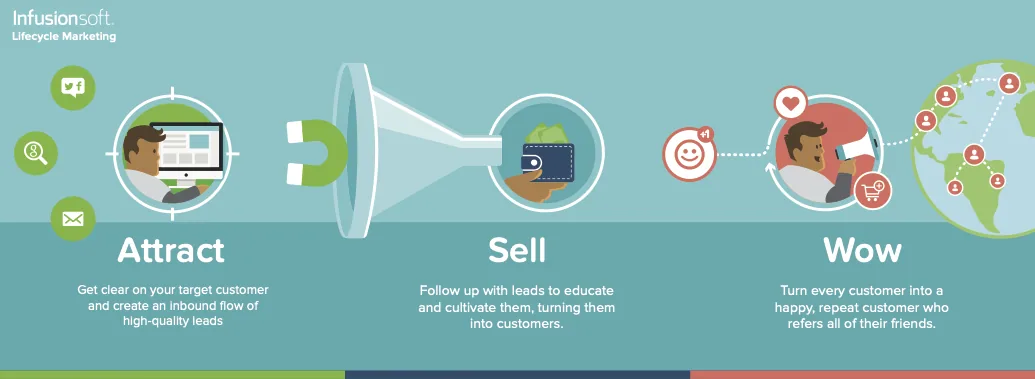 Infusionsoft.
Lifecycle Marketing
+1
Attract
Get clear on your target customer
and create an inbound flow of
high-quality leads
Sell
Follow up with leads to educate
and cultivate them, turning them
into customers.
Wow
Turn every customer into a
happy, repeat customer who
refers all of their friends.